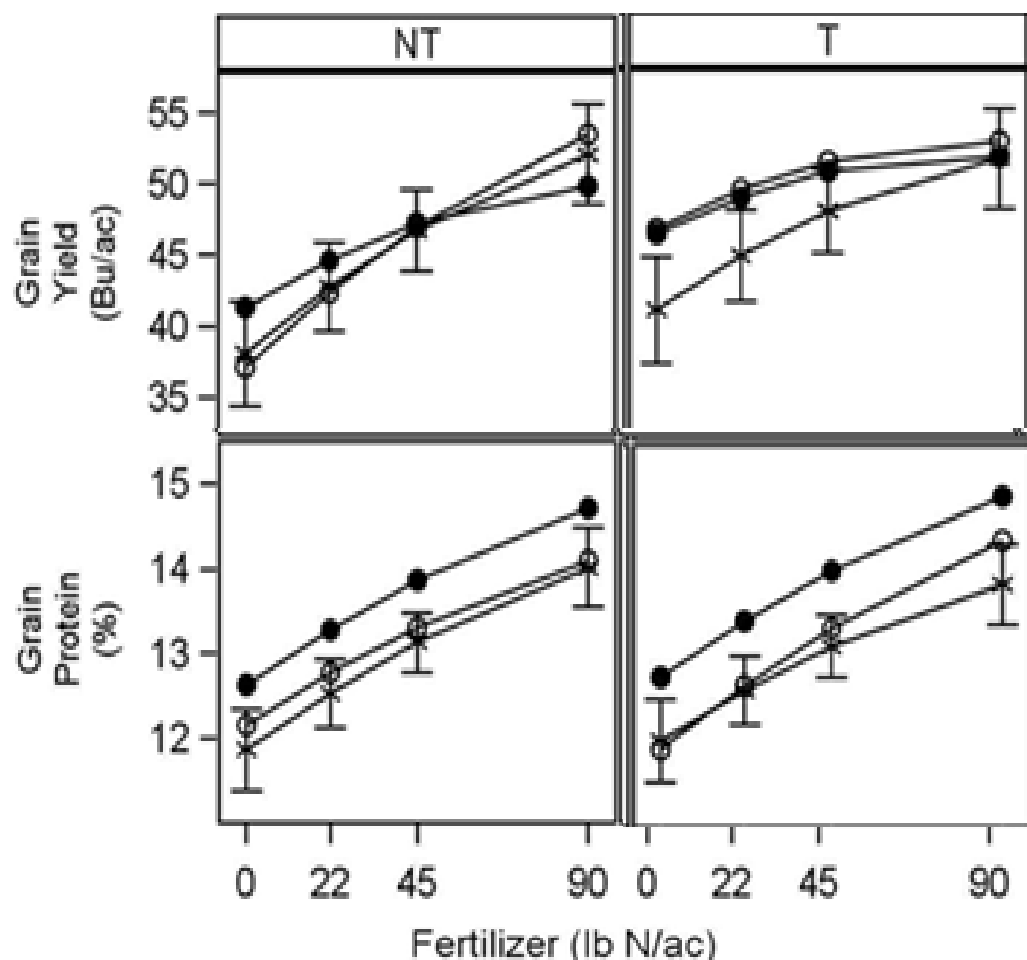 NT T
Grain
Yield
(Bu/ac)
55
50
45
40
35
Grain
Protein
(%)
15
14
13
12
0 22 45 90 0 22 45 90
Fertilizer (lb N/ac)